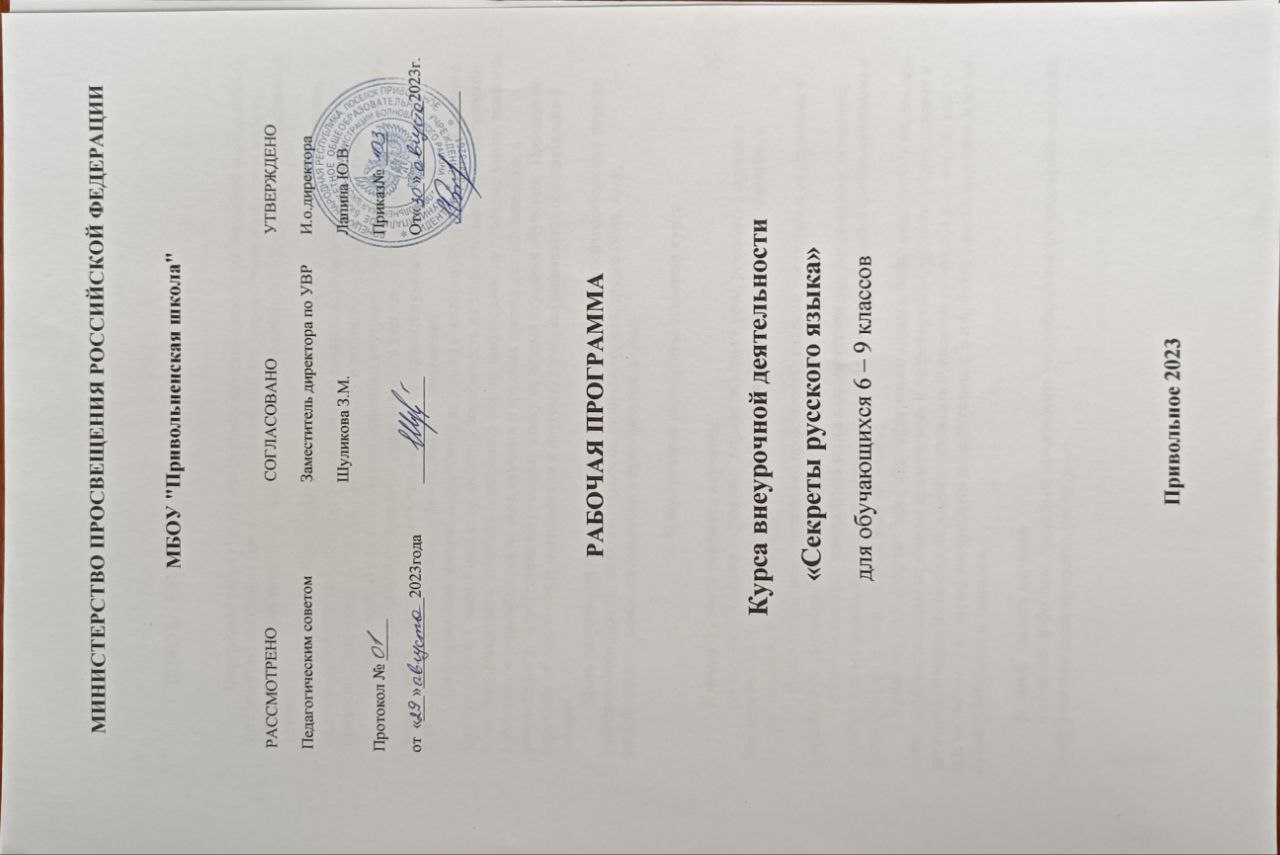 МИНИСТЕРСТВО ПРОСВЕЩЕНИЯ РОССИЙСКОЙ ФЕДЕРАЦИИ
МБОУ "Привольненская школа"
РАССМОТРЕНО
Педагогическим советом
Протокол № 01
от «29» августа 2023года
СОГЛАСОВАНО
Заместитель директора по УВР
Шуликова З.М.
УТВЕРЖДЕНО
И.о.директора
Лапина Ю.В.
Приказ№ 103
От«30» августа 2023г.
РАБОЧАЯ ПРОГРАММА
Курса внеурочной деятельности
«Секреты русского языка»
для обучающихся 6 – 9 классов
Привольное 2023